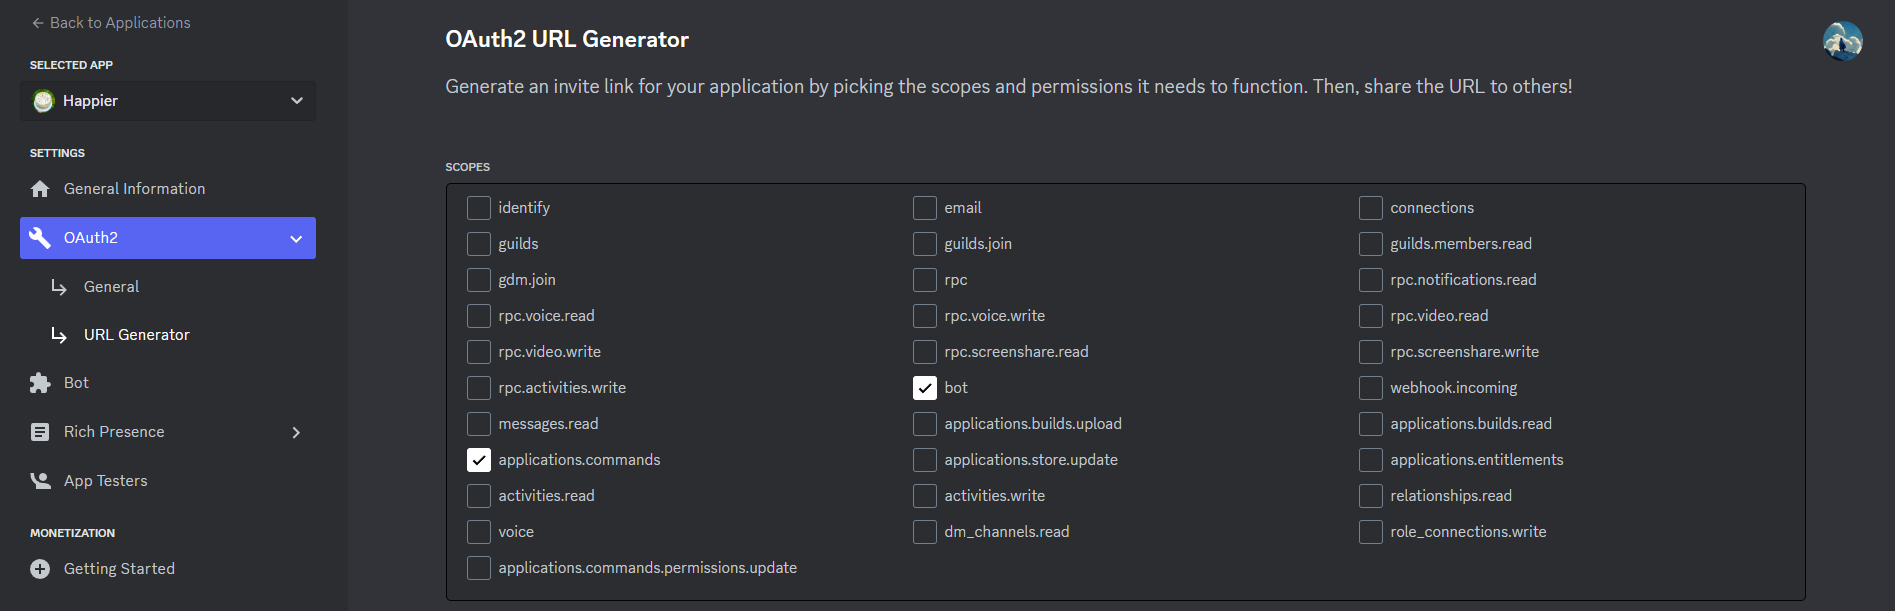 Back to Applications
SELECTED APP
Happier
SETTINGS
General Information
OAuth2
General
URL Generator
Bot
Rich Presence
App Testers
MONETIZATION
Getting Started
OAuth2 URL Generator
Generate an invite link for your application by picking the scopes and permissions it needs to function. Then, share the URL to others!
SCOPES
identify email connections
guilds guilds.join guilds.members.read
gdm.join rpc rpc.notifications.read
rpc.voice.read rpc.voice.write rpc.video.read
rpc.video.write rpc.screenshare.read rpc.screenshare.write
rpc.activities.write bot webhook.incoming
messages.read applications.builds.upload applications.builds.read
applications.commands applications.store.update applications.entitlements
activities.read activities.write relationships.read
voice dm_channels.read role_connections.write
applications.commands.permissions.update